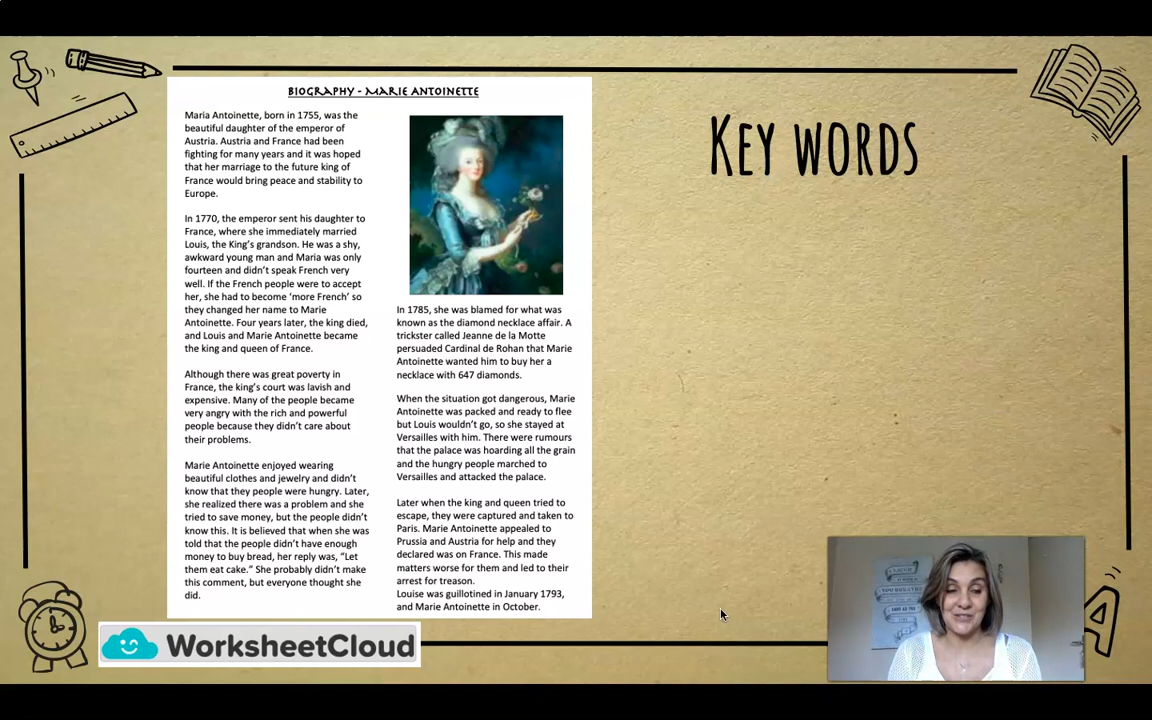 BIOGRAPHY - MARIE ANTOINETTE
Maria Antoinette, born in 1755, was the
beautiful daughter of the emperor of
Austria. Austria and France had been
fighting for many years and it was hoped
that her marriage to the future king of
France would bring peace and stability to
Europe.
In 1770, the emperor sent his daughter to
France, where she immediately married
Louis, the King's grandson. He was a shy,
awkward young man and Maria was only
fourteen and didn't speak French very
well. If the French people were to accept
her, she had to become 'more French' so
they changed her name to Marie
Antoinette. Four years later, the king died,
and Louis and Marie Antoinette became
the king and queen of France.
Although there was great poverty in
France, the king's court was lavish and
expensive. Many of the people became
very angry with the rich and powerful
people because they didn't care about
their problems.
Marie Antoinette enjoyed wearing
beautiful clothes and jewelry and didn't
know that they people were hungry. Later,
she realized there was a problem and she
tried to save money, but the people didn't
know this. It is believed that when she was
told that the people didn't have enough
money to buy bread, her reply was, "Let
them eat cake." She probably didn't make
this comment, but everyone thought she
did.
In 1785, she was blamed for what was
known as the diamond necklace affair. A
trickster called Jeanne de la Motte
persuaded Cardinal de Rohan that Marie
Antoinette wanted him to buy her a
necklace with 647 diamonds.
When the situation got dangerous, Marie
Antoinette was packed and ready to flee
but Louis wouldn't go, so she stayed at
Versailles with him. There were rumours
that the palace was hoarding all the grain
and the hungry people marched to
Versailles and attacked the palace.
Later when the king and queen tried to
escape, they were captured and taken to
Paris. Marie Antoinette appealed to
Prussia and Austria for help and they
declared was on France. This made
matters worse for them and led to their
arrest for treason.
Louise was guillotined in January 1793,
and Marie Antoinette in October.
KEY WORDS
WorksheetCloud
A